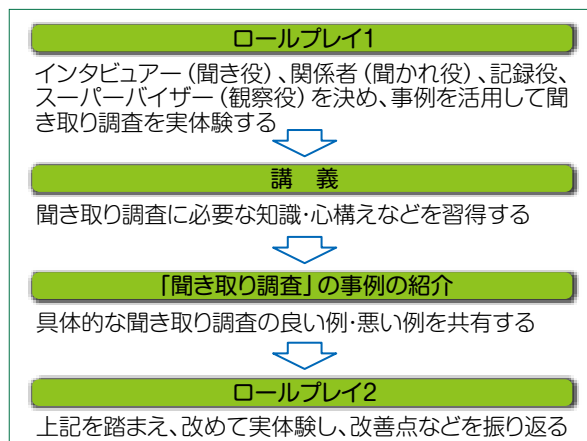 ロールプレイ1
インタビュアー(聞き役)、関係者(聞かれ役)、記録役、
スーパーバイザー(観察役)を決め、事例を活用して聞
き取り調査を実体験する
講　義
聞き取り調査に必要な知識・心構えなどを習得する
「聞き取り調査」の事例の紹介
具体的な聞き取り調査の良い例・悪い例を共有する
ロールプレイ2
上記を踏まえ、改めて実体験し、改善点などを振り返る